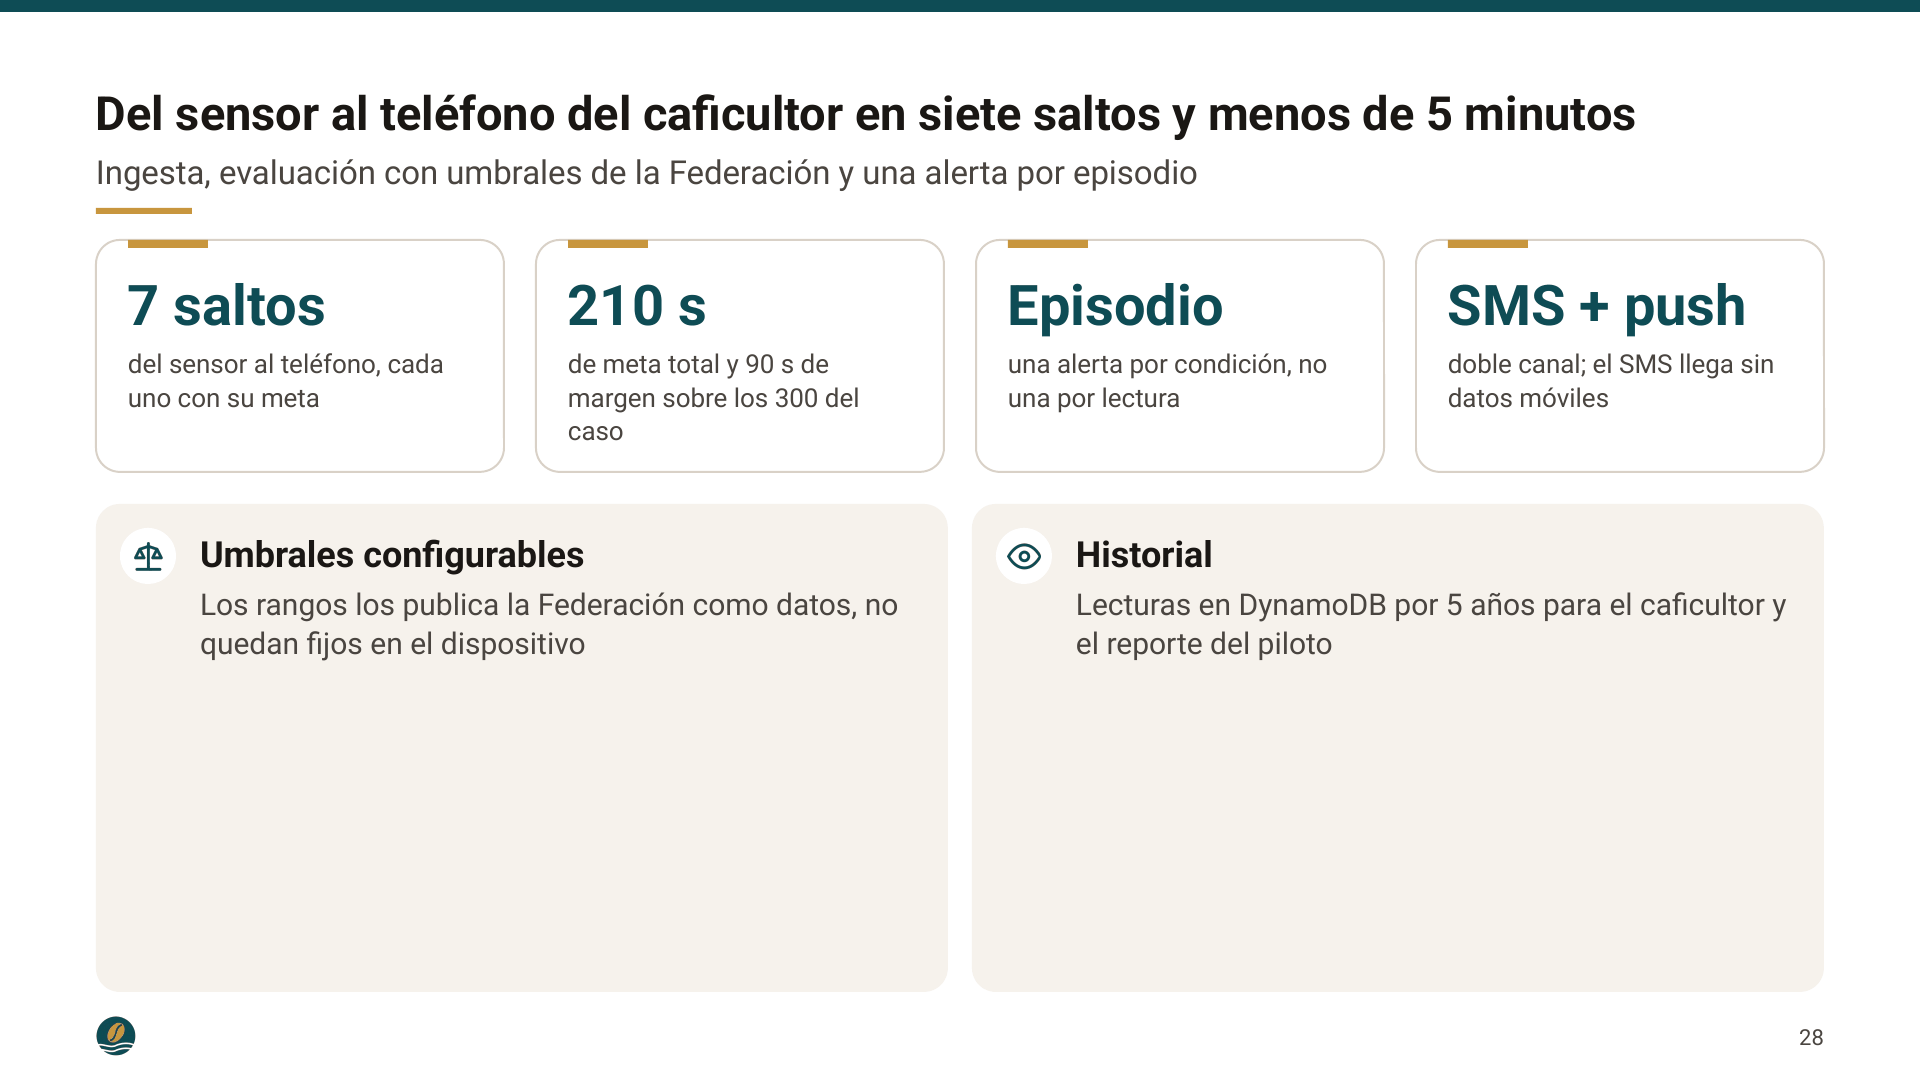 Del sensor al teléfono del caficultor en siete saltos y menos de 5 minutos
Ingesta, evaluación con umbrales de la Federación y una alerta por episodio
7 saltos
del sensor al teléfono, cada
uno con su meta
210 s
de meta total y 90 s de
margen sobre los 300 del
caso
Episodio
una alerta por condición, no
una por lectura
SMS + push
doble canal; el SMS llega sin
datos móviles
Umbrales configurables
Los rangos los publica la Federación como datos, no
quedan fijos en el dispositivo
Historial
Lecturas en DynamoDB por 5 años para el caficultor y
el reporte del piloto
28